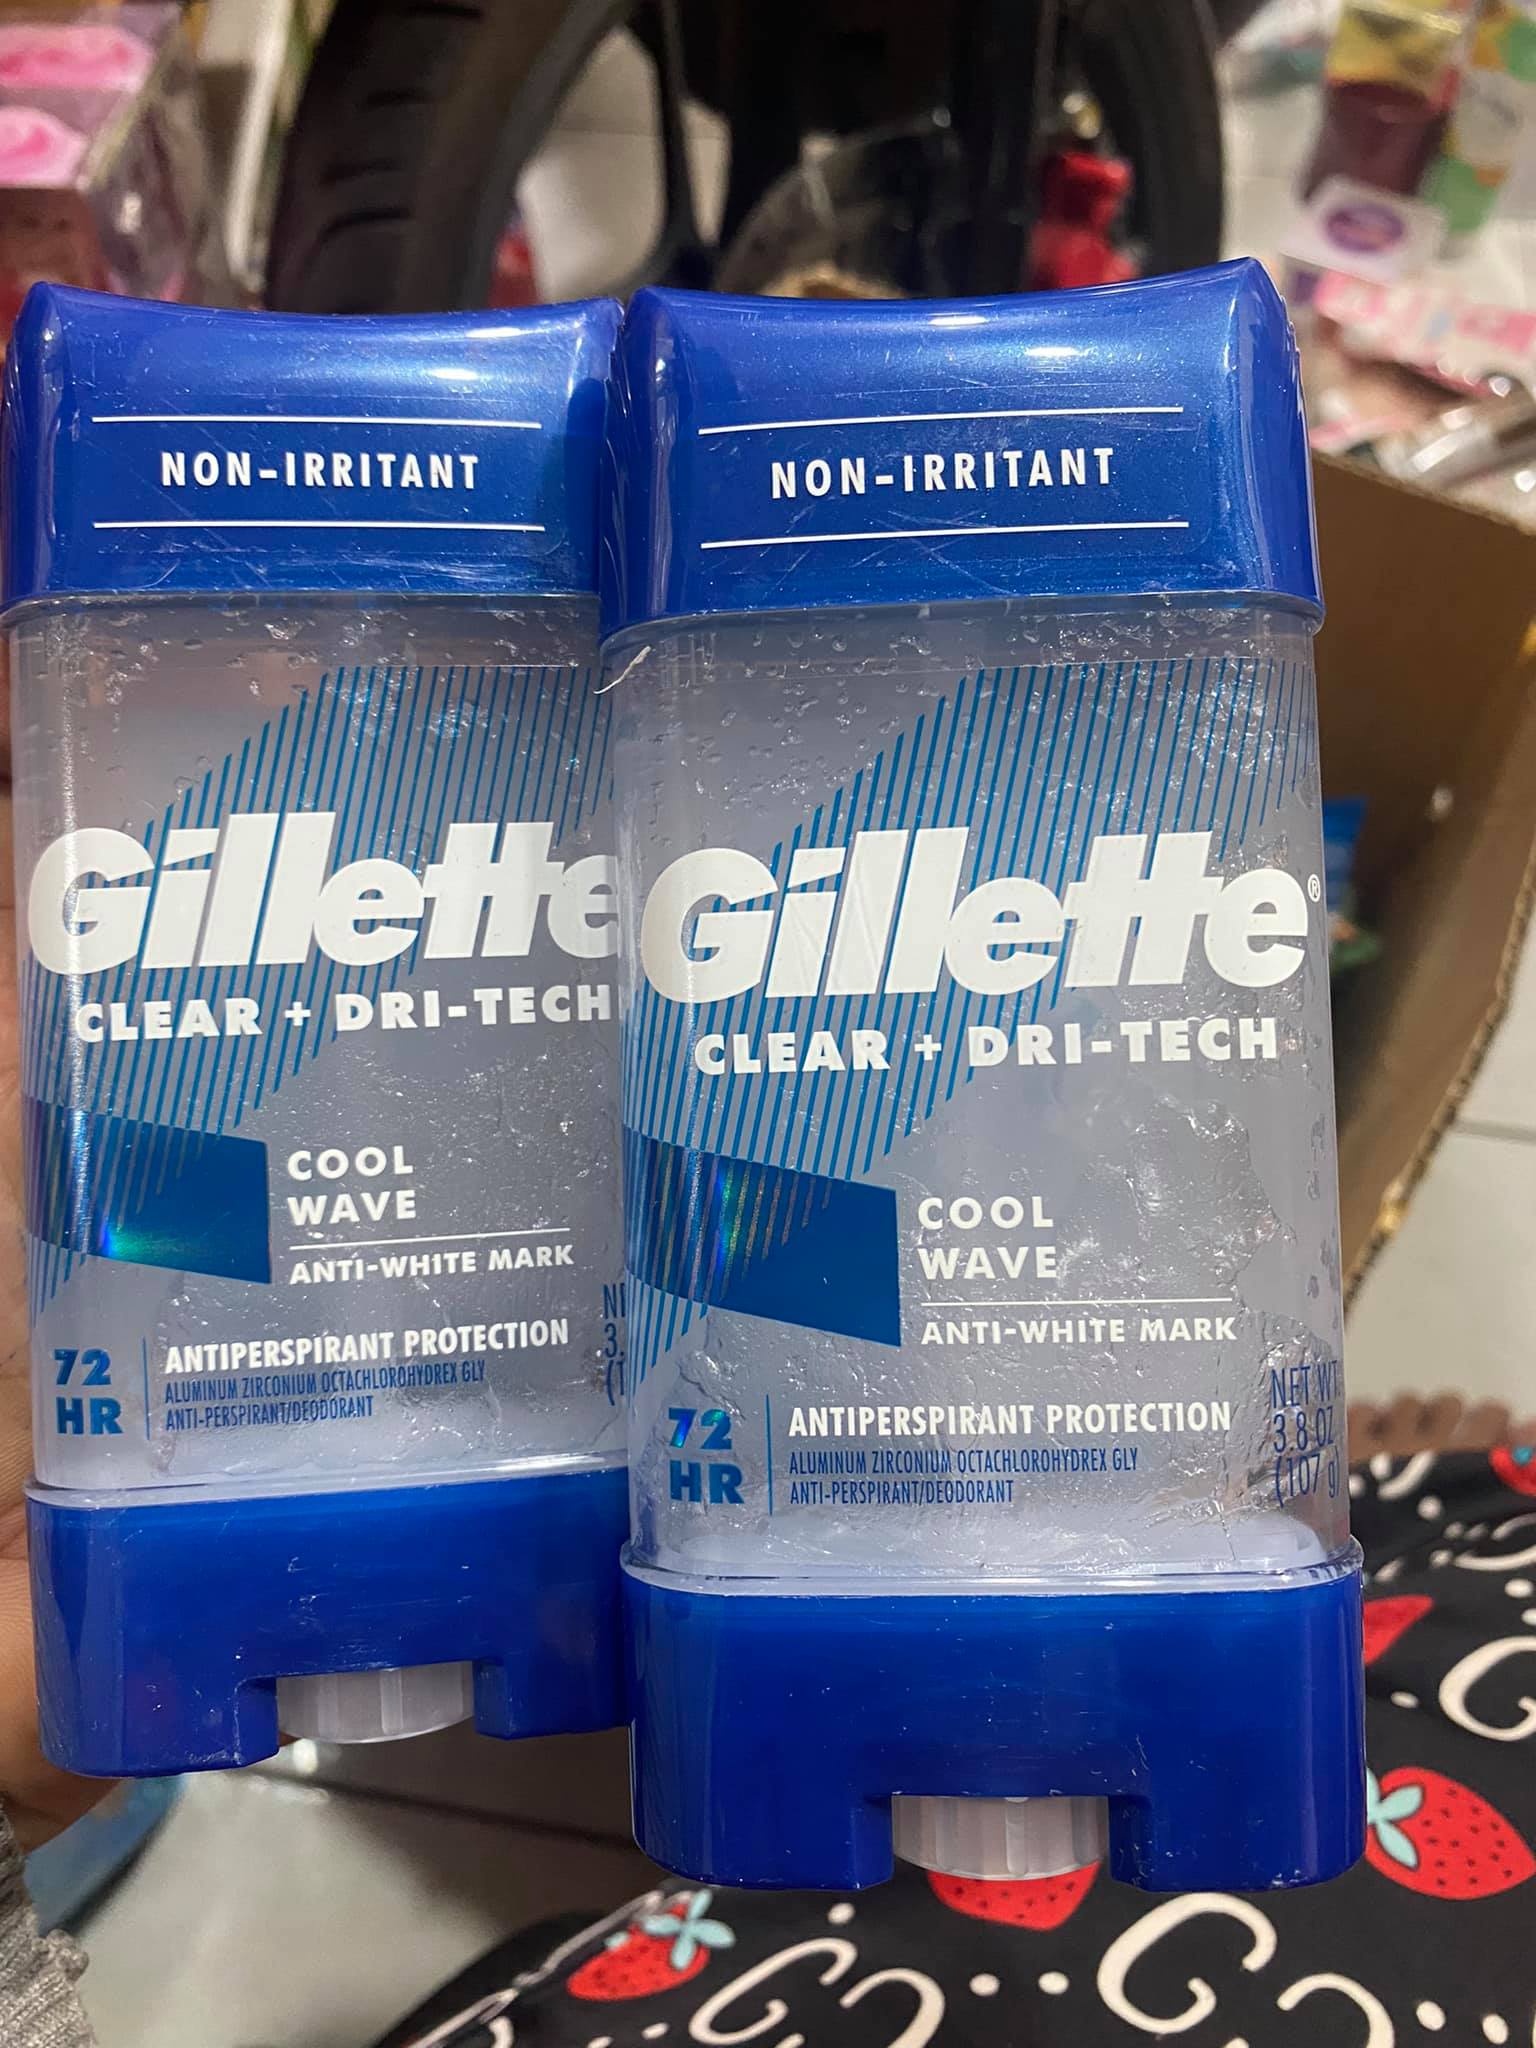 NON-IRRITANT
Gillette
CLEAR + DRI-TECH
COOL
WAVE
ANTI-WHITE MARK
72
HR
ANTIPERSPIRANT PROTECTION
ALUMINUM ZIRCONIUM OCTACHLOROHYDREX GLY
ANTI-PERSPIRANT/DEODORANT
NON-IRRITANT
Gillette®
CLEAR + DRI-TECH
COOL
WAVE
ANTI-WHITE MARK
72
HR
ANTIPERSPIRANT PROTECTION
ALUMINUM ZIRCONIUM OCTACHLOROHYDREX GLY
ANTI-PERSPIRANT/DEODORANT
NET WT.
3.8 OZ
(107 g)